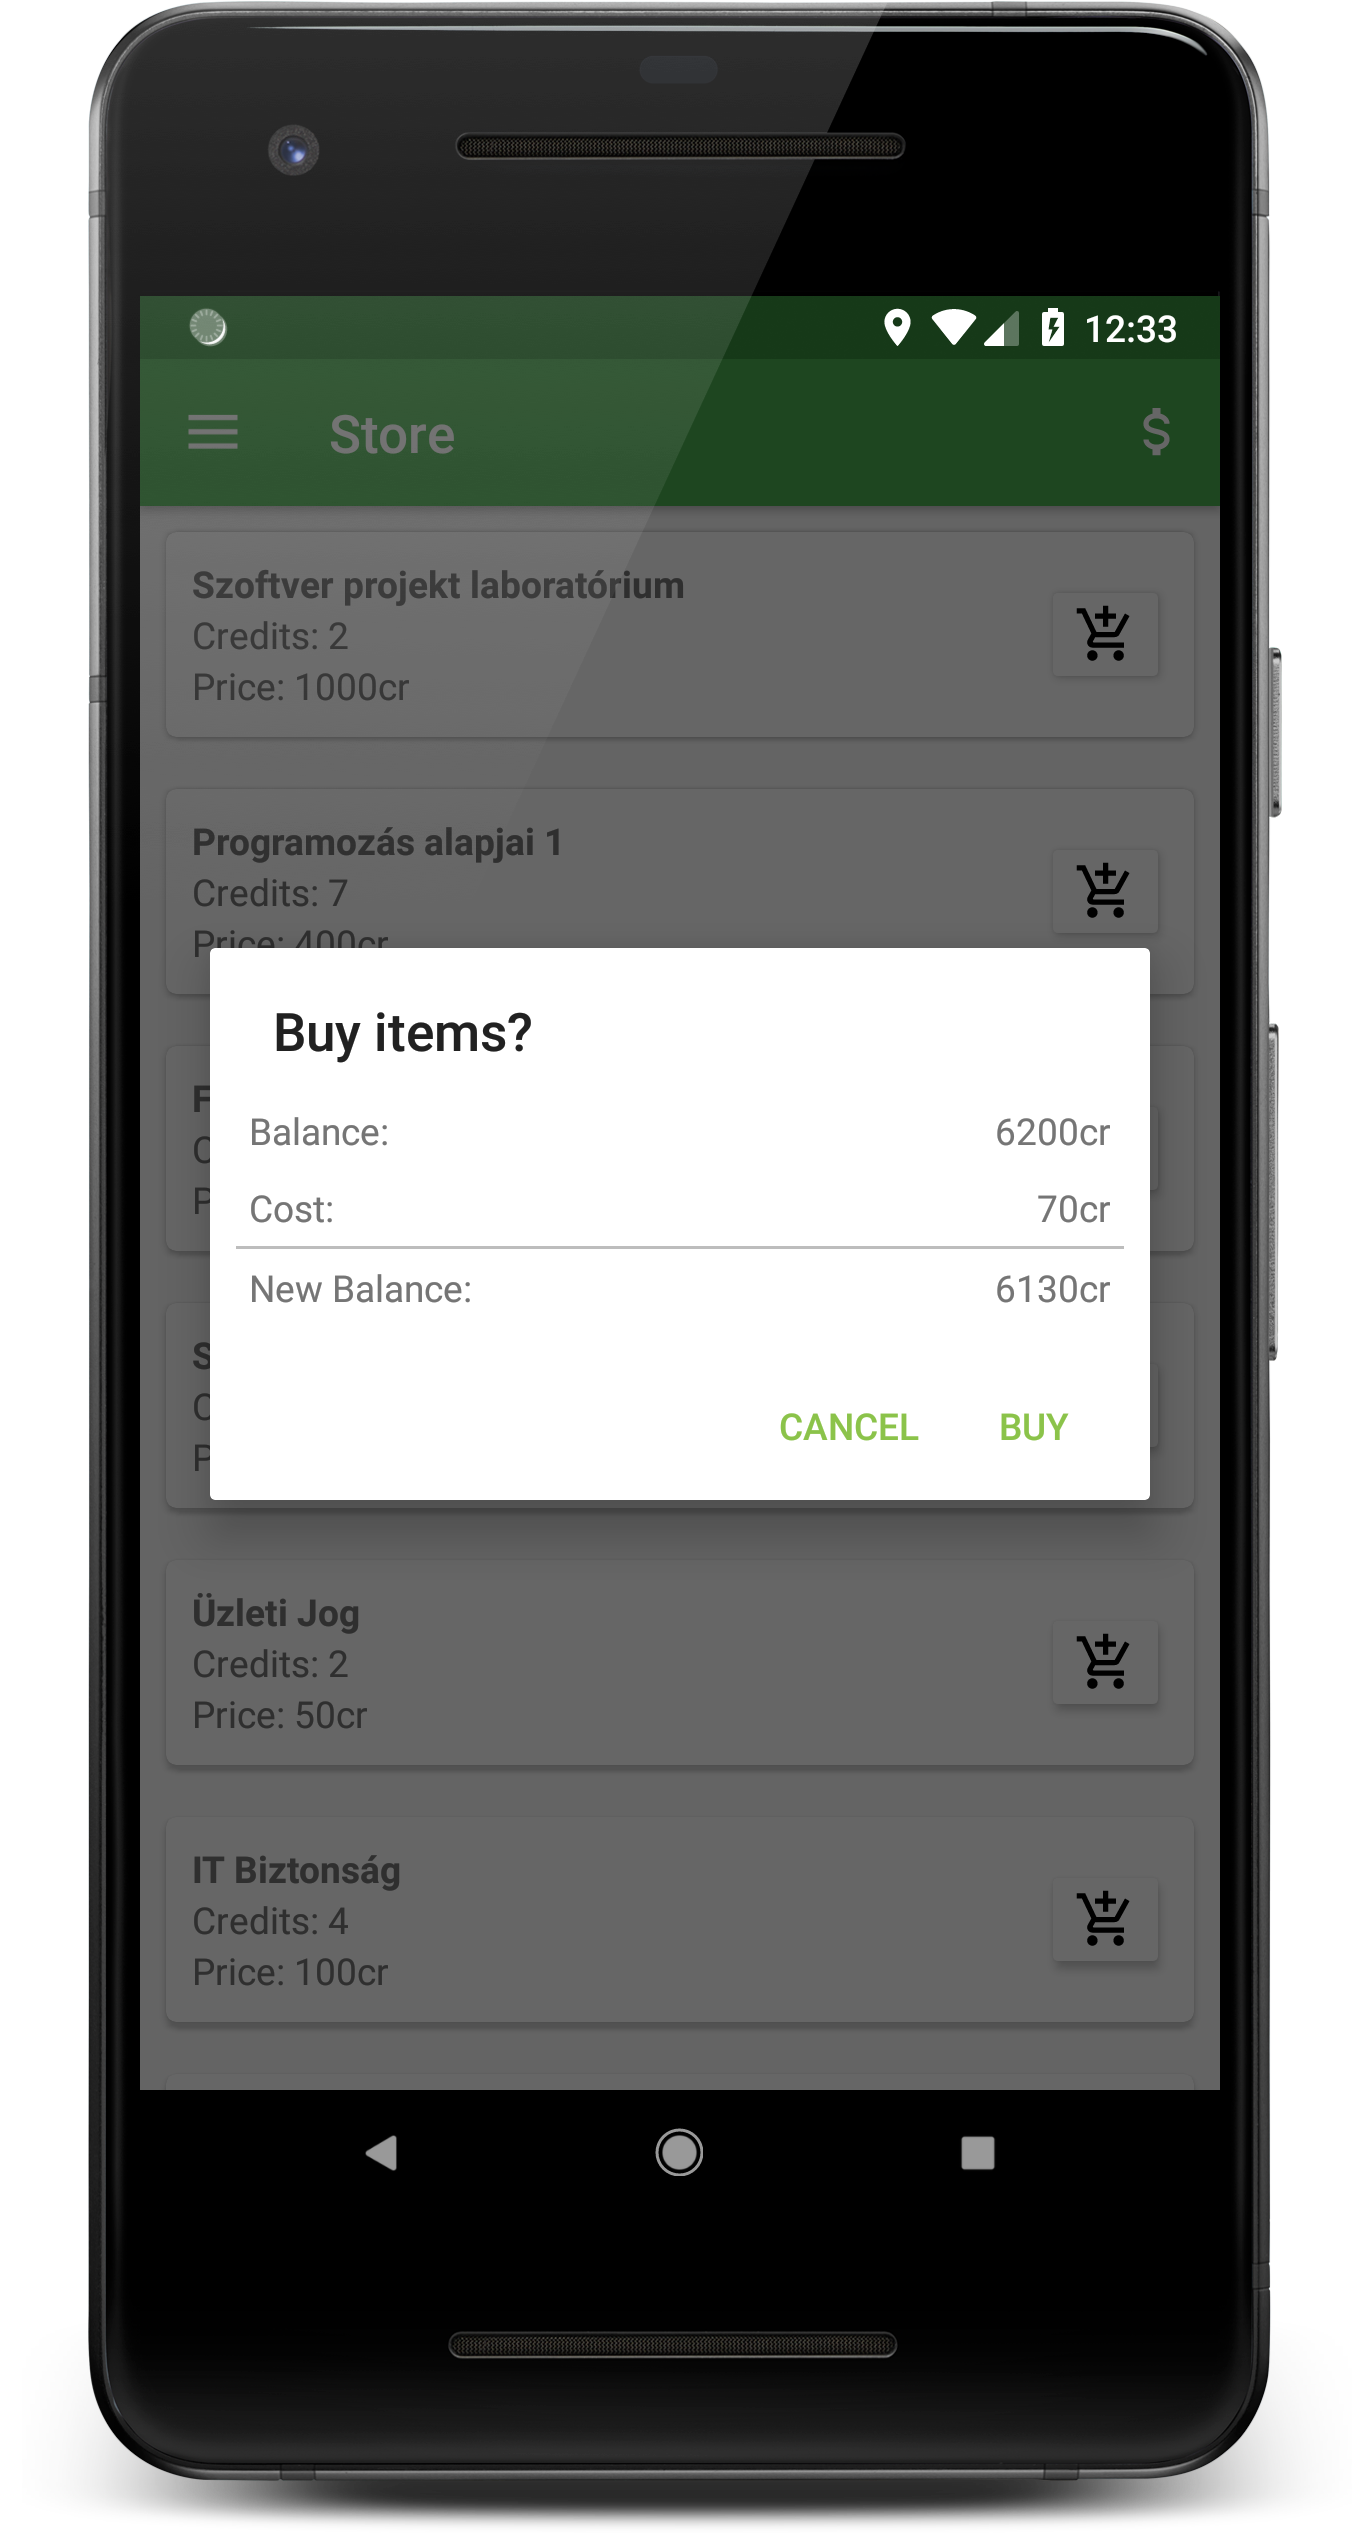 12:33
Store
$
Szoftver projekt laboratórium
Credits: 2
Price: 1000cr
Programozás alapjai 1
Credits: 7
Price: 400cr
Buy items?
Balance: 6200cr
Cost: 70cr
New Balance: 6130cr
CANCEL BUY
Üzleti Jog
Credits: 2
Price: 50cr
IT Biztonság
Credits: 4
Price: 100cr